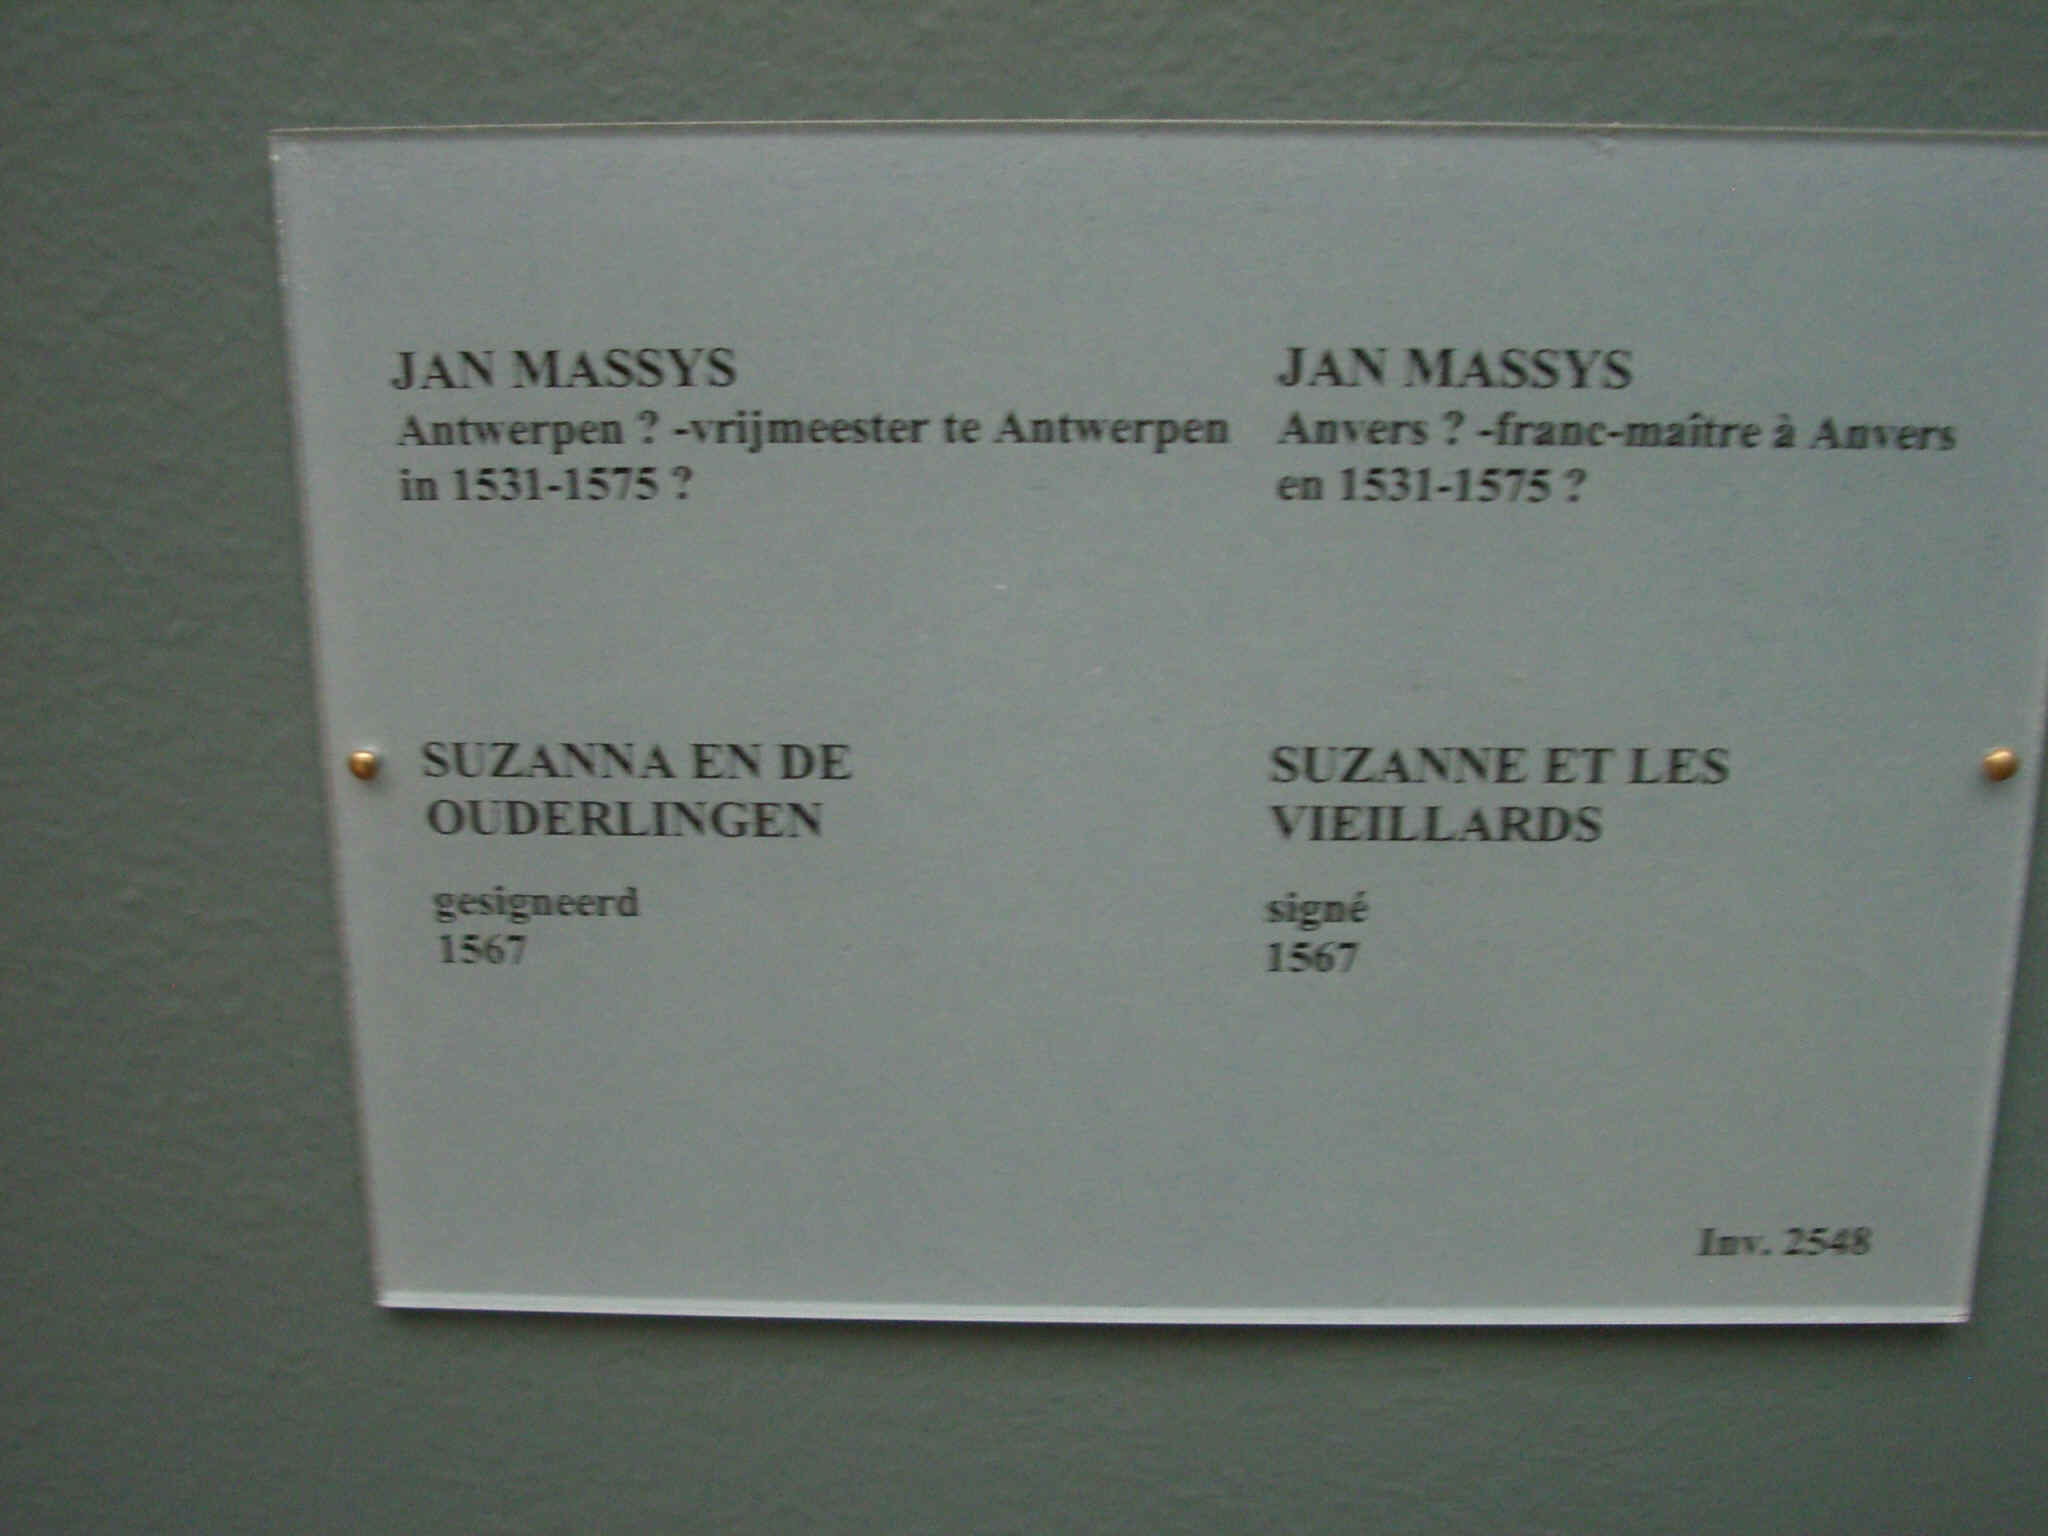 JAN MASSYS
Antwerpen ? -vrijmeester te Antwerpen
in 1531-1575 ?
SUZANNA EN DE
OUDERLINGEN
gesigneerd
1567
JAN MASSYS
Anvers ? -franc-maître à Anvers
en 1531-1575 ?
SUZANNE ET LES
VIEILLARDS
signé
1567
Inv. 2548